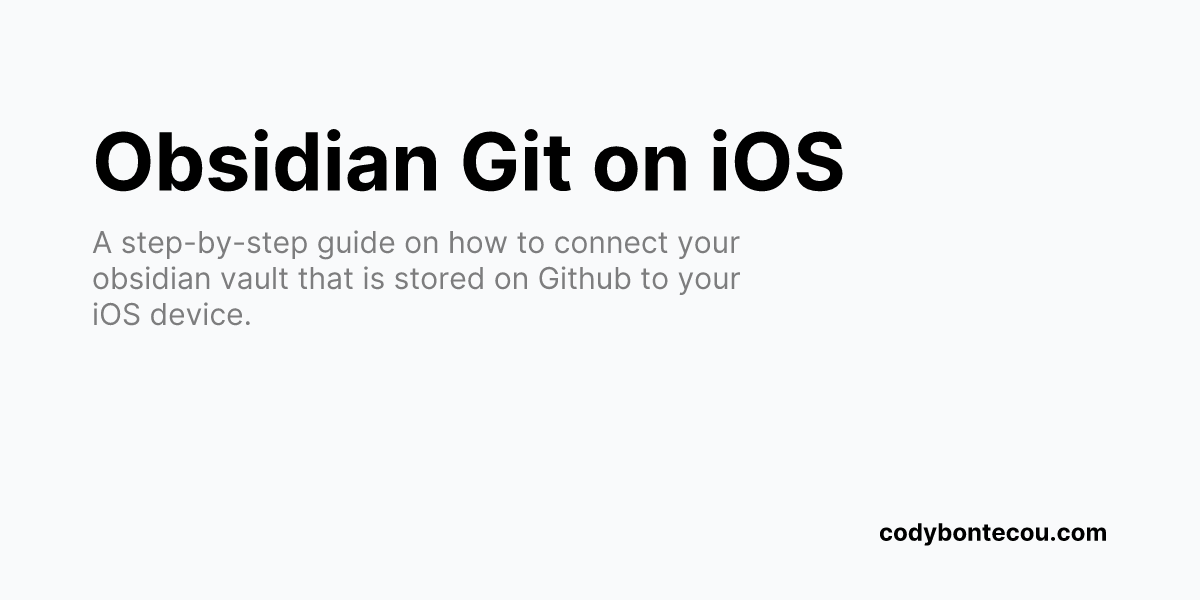 Obsidian Git on iOS
A step-by-step guide on how to connect your
obsidian vault that is stored on Github to your
iOS device.
codybontecou.com